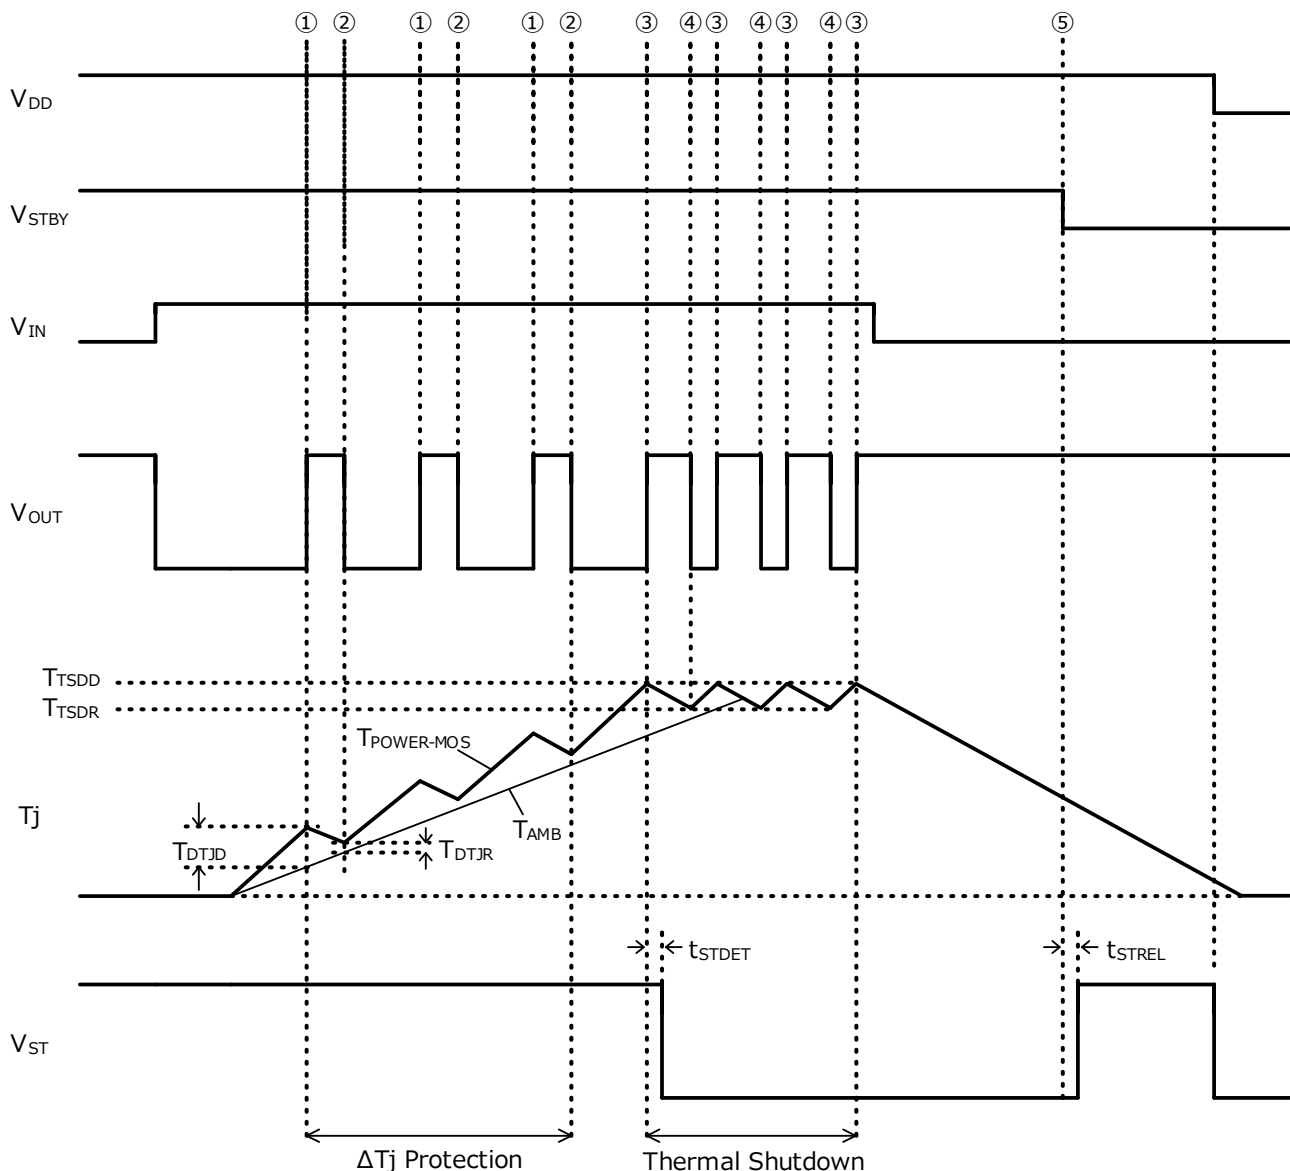 ① ② ① ② ① ② ③ ④ ③ ④ ③ ④ ③ ⑤
VDD
VSTBY
VIN
VOUT
TTSDD
TTSDR
TPOWER-MOS
Tj
TAMB
TDTJD
TDTJR
tSTDET
tSTREL
VST
ΔTj Protection
Thermal Shutdown